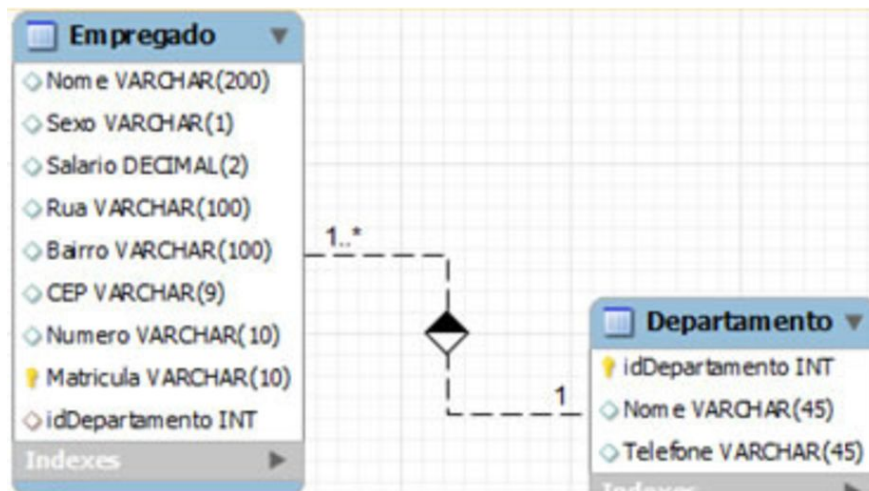 Empregado
Nome VARCHAR(200)
Sexo VARCHAR(1)
Salario DECIMAL(2)
Rua VARCHAR(100)
Bairro VARCHAR(100)
CEP VARCHAR(9)
Numero VARCHAR(10)
Matricula VARCHAR(10)
idDepartamento INT
Indexes
1..*
1
Departamento
idDepartamento INT
Nome VARCHAR(45)
Telefone VARCHAR(45)
Indexes